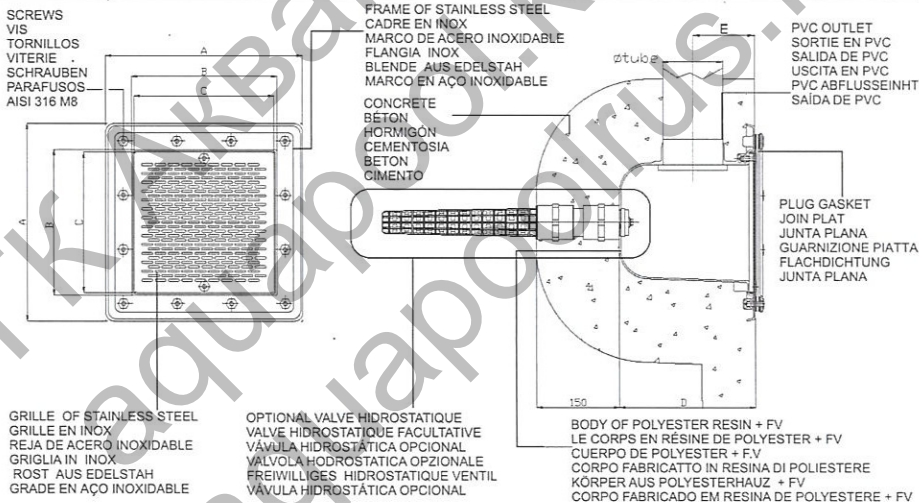 SCREWS
VIS
TORNILLOS
VITERIE
SCHRAUBEN
PARAFUSOS
AISI 316 M8
FRAME OF STAINLESS STEEL
CADRE EN INOX
MARCO DE ACERO INOXIDABLE
FLANGIA INOX
BLENDE AUS EDELSTAH
MARCO EN AÇO INOXIDABLE
CONCRETE
BÉTON
HORMIGÓN
CEMENTOSIA
BETON
CIMENTO
PVC OUTLET
SORTIE EN PVC
SALIDA DE PVC
USCITA EN PVC
PVC ABFLUSSEINHT
SAÍDA DE PVC
A
B
C
A
B
C
Øtube
E
PLUG GASKET
JOIN PLAT
JUNTA PLANA
GUARNIZIONE PIATTA
FLACHDICHTUNG
JUNTA PLANA
150
D
GRILLE OF STAINLESS STEEL
GRILLE EN INOX
REJA DE ACERO INOXIDABLE
GRIGLIA IN INOX
ROST AUS EDELSTAH
GRADE EN AÇO INOXIDABLE
OPTIONAL VALVE HIDROSTATIQUE
VALVE HIDROSTATIQUE FACULTATIVE
VÁVULA HIDROSTÁTICA OPCIONAL
VALVOLA HODROSTATICA OPZIONALE
FREIWILLIGES HIDROSTATIQUE VENTIL
VÁVULA HIDROSTÁTICA OPCIONAL
BODY OF POLYESTER RESIN + FV
LE CORPS EN RÉSINE DE POLYESTER + FV
CUERPO DE POLYESTER + F.V
CORPO FABRICATTO IN RESINA DI POLIESTERE
KÖRPER AUS POLYESTERHAUZ + FV
CORPO FABRICADO EM RESINA DE POLYESTERE + FV